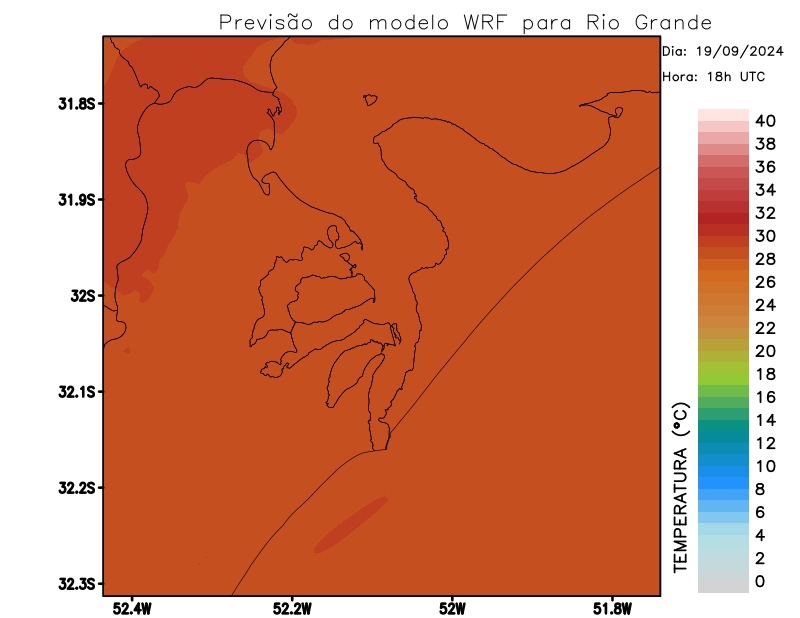 Previsão do modelo WRF para Rio Grande
Dia: 19/09/2024
Hora: 18h UTC
31.8S
31.9S
32S
32.1S
32.2S
32.3S
52.4W
52.2W
52W
51.8W
TEMPERATURA (°C)
40
38
36
34
32
30
28
26
24
22
20
18
16
14
12
10
8
6
4
2
0